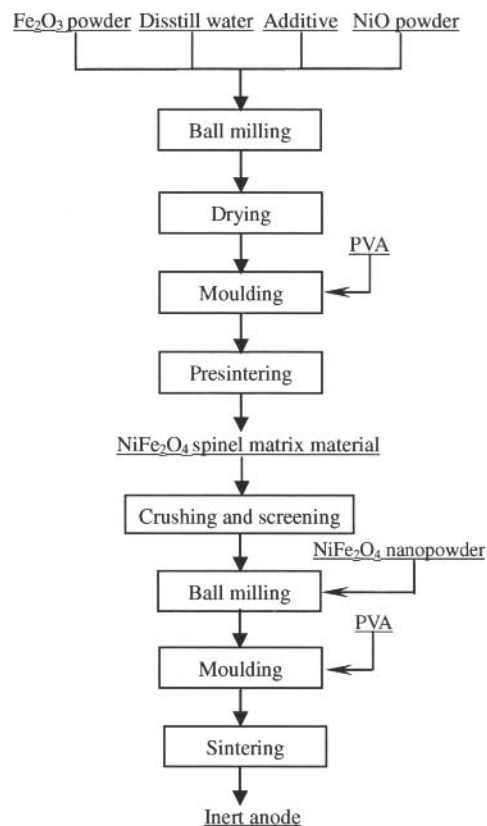 Fe₂O₃ powder Disstill water Additive NiO powder
Ball milling
Drying
PVA
Moulding
Presintering
NiFe₂O₄ spinel matrix material
Crushing and screening
NiFe₂O₄ nanopowder
Ball milling
PVA
Moulding
Sintering
Inert anode